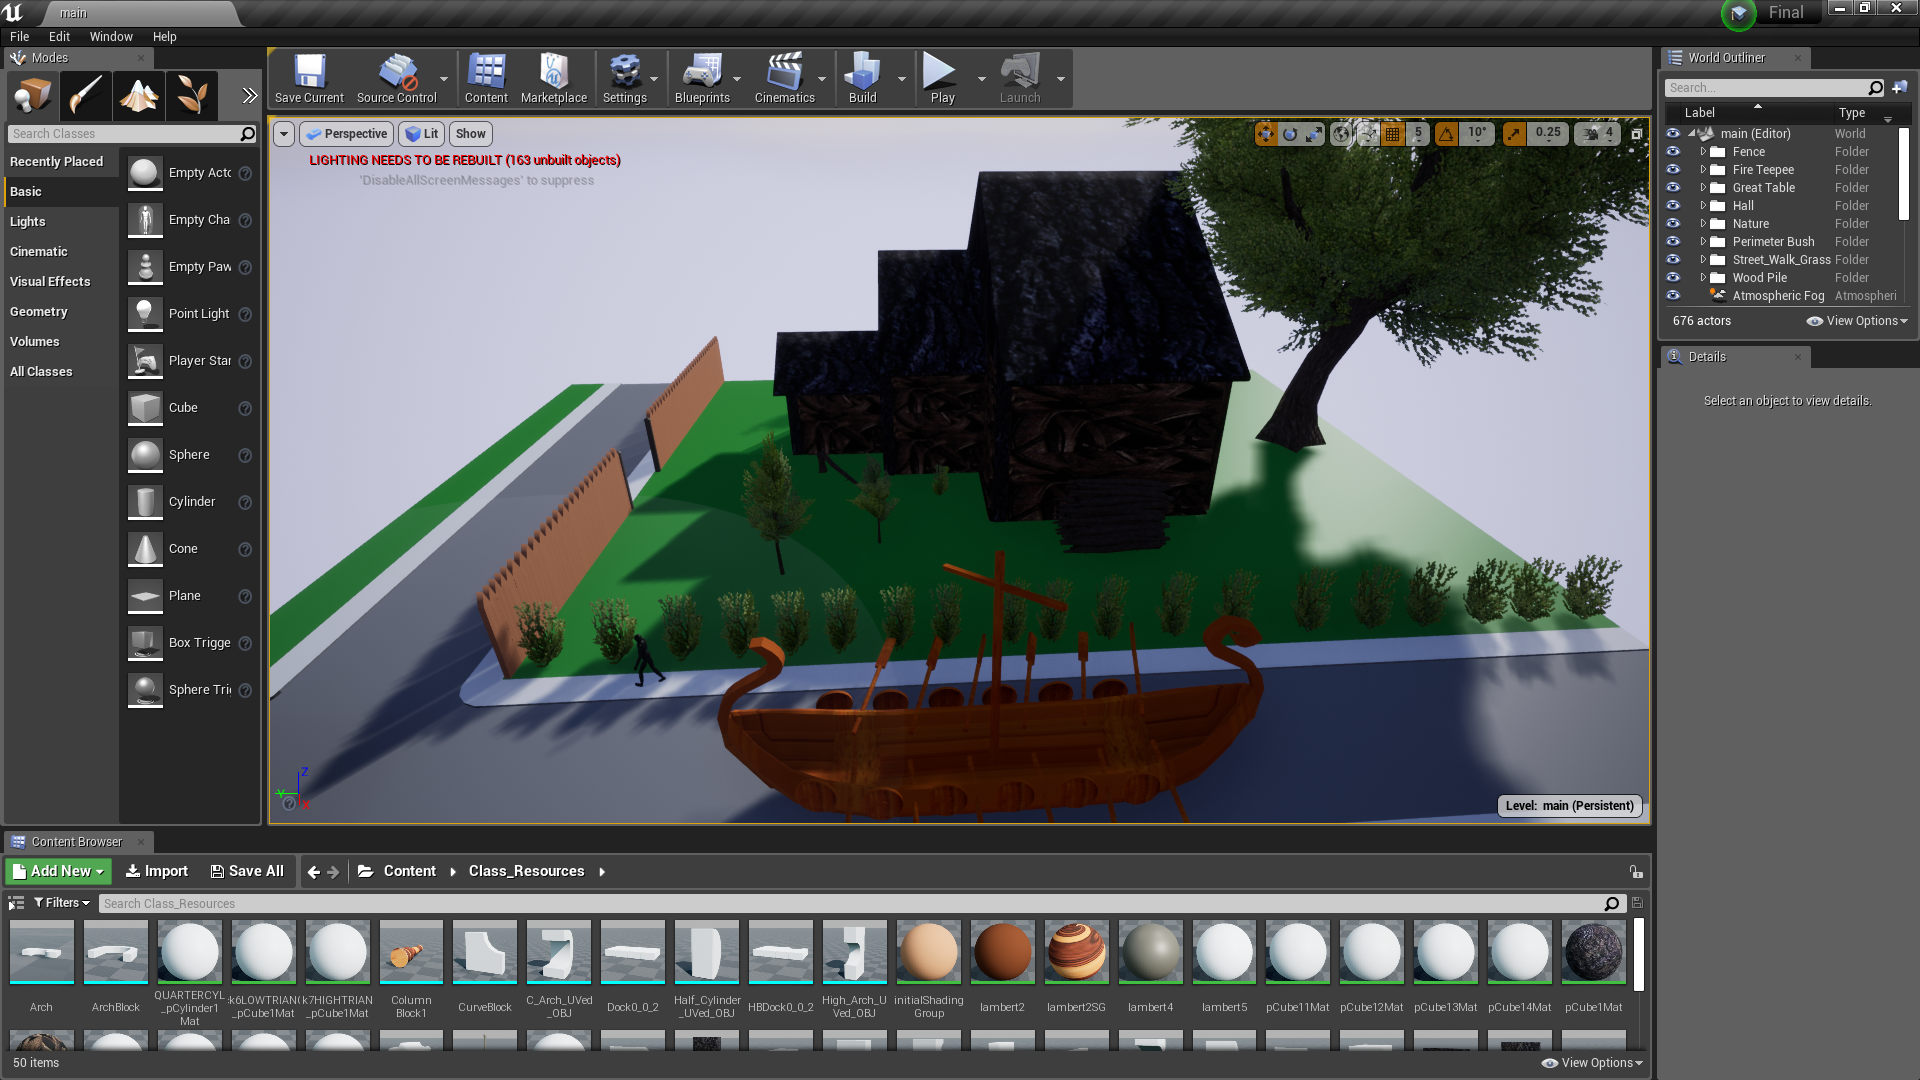 main
Final
File Edit Window Help
Modes
Search Classes
Recently Placed
Basic
Lights
Cinematic
Visual Effects
Geometry
Volumes
All Classes
Empty Acto
Empty Cha
Empty Paw
Point Light
Player Star
Cube
Sphere
Cylinder
Cone
Plane
Box Trigge
Sphere Tri
Save Current
Source Control
Content
Marketplace
Settings
Blueprints
Cinematics
Build
Play
Launch
Perspective
Lit
Show
5
10°
0.25
4
LIGHTING NEEDS TO BE REBUILT (163 unbuilt objects)
'DisableAllScreenMessages' to suppress
Z
Y
X
Level: main (Persistent)
World Outliner
Search...
Label Type
main (Editor) World
Fence Folder
Fire Teepee Folder
Great Table Folder
Hall Folder
Nature Folder
Perimeter Bush Folder
Street_Walk_Grass Folder
Wood Pile Folder
Atmospheric Fog Atmospheri
676 actors
View Options
Details
Select an object to view details.
Content Browser
Add New
Import
Save All
Content
Class_Resources
Filters
Search Class_Resources
Arch
ArchBlock
QUARTERCYL
_pCylinder1
Mat
k6LOWTRIAN(
_pCube1Mat
k7HIGHTRIAN
_pCube1Mat
Column
Block1
CurveBlock
C_Arch_UVed
_OBJ
Dock0_0_2
Half_Cylinder
_UVed_OBJ
HBDock0_0_2
High_Arch_U
Ved_OBJ
initialShading
Group
lambert2
lambert2SG
lambert4
lambert5
pCube11Mat
pCube12Mat
pCube13Mat
pCube14Mat
pCube1Mat
50 items
View Options